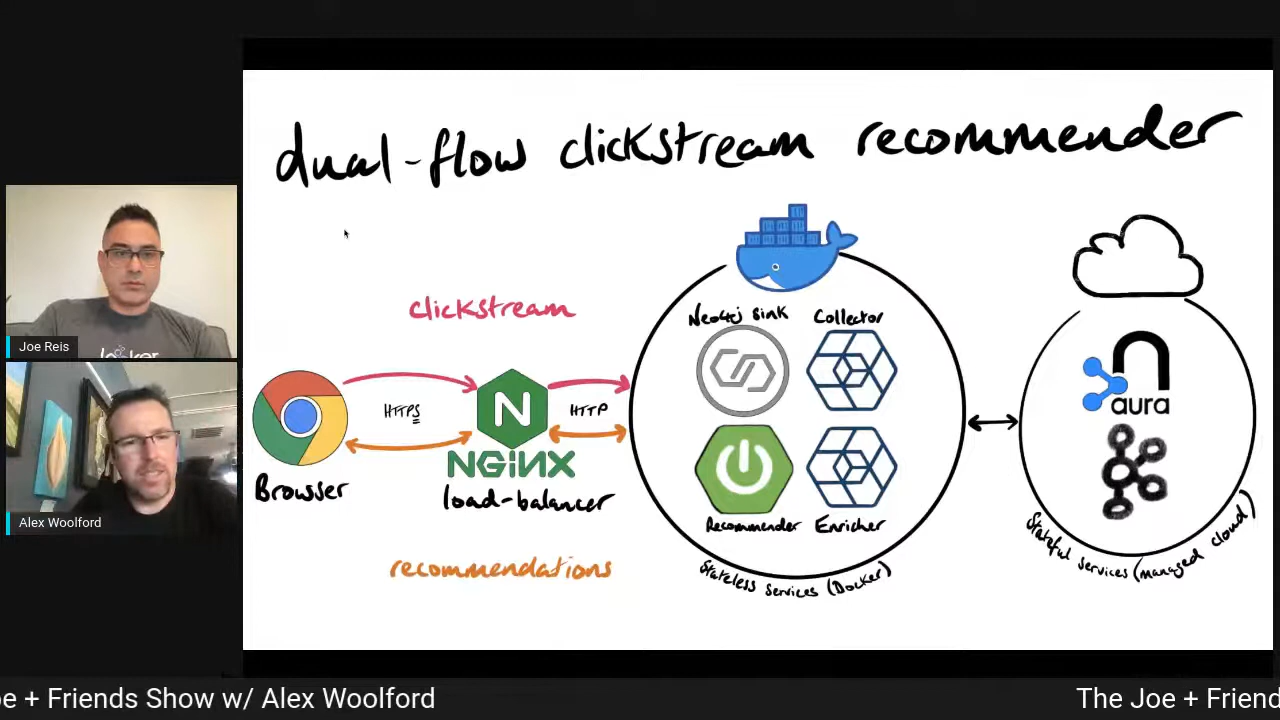 dual-flow clickstream recommender
clickstream
HTTPS
HTTP
Browser
N
NGINX
load-balancer
recommendations
Neo4j Sink
Collector
Recommender
Enricher
Stateless services (Docker)
aura
Stateful services (managed cloud)
Joe Reis
Alex Woolford
oe + Friends Show w/ Alex Woolford
The Joe + Friend